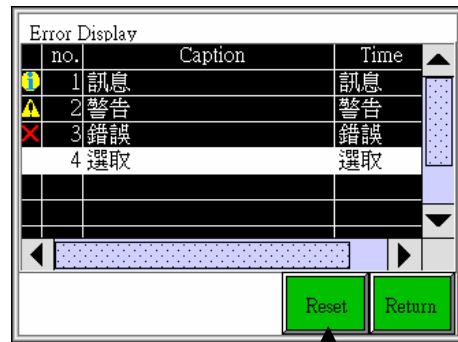 Error Display
no. Caption Time
1 訊息 訊息
2 警告 警告
3 錯誤 錯誤
4 選取 選取
Reset Return